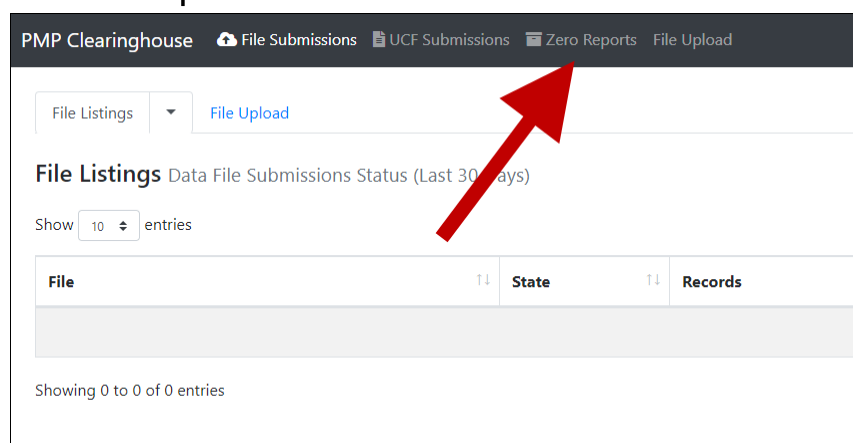 PMP Clearinghouse File Submissions UCF Submissions Zero Reports File Upload
File Listings File Upload
File Listings Data File Submissions Status (Last 30 Days)
Show 10 entries
File State Records
Showing 0 to 0 of 0 entries